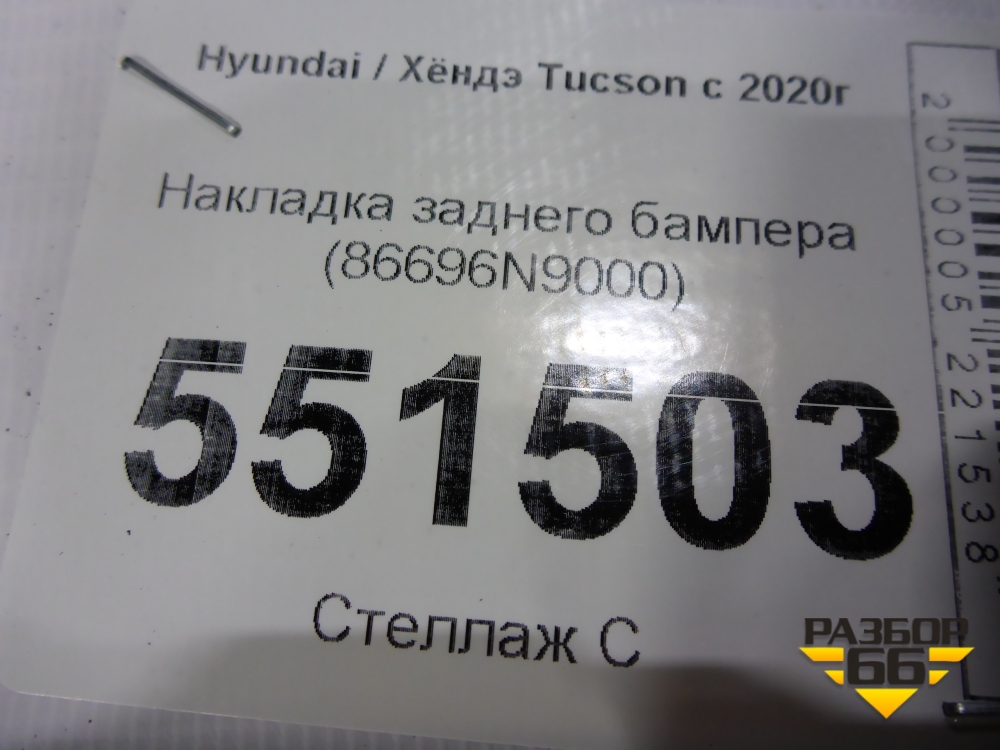 Hyundai / Хёндэ Tucson с 2020г
Накладка заднего бампера
(86696N9000)
551503
Стеллаж С
2000005221538
РАЗБОР
66